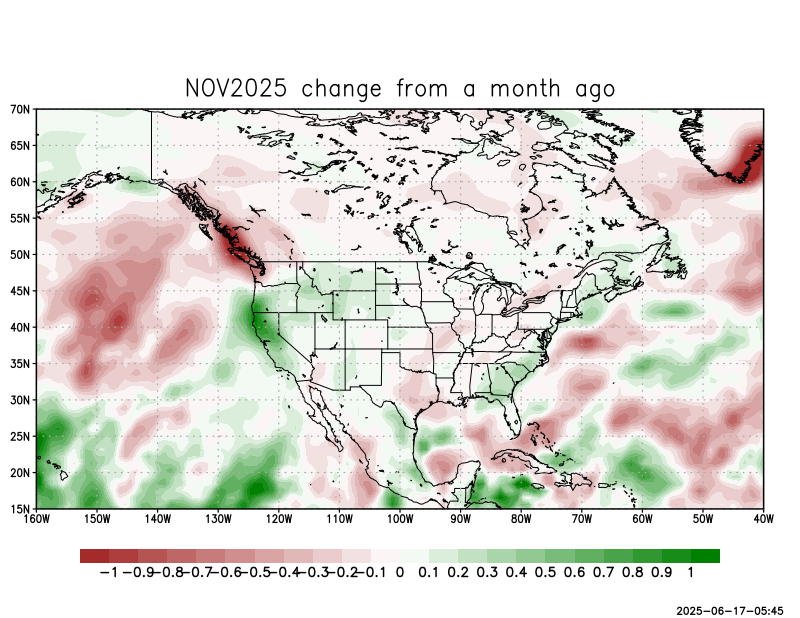 NOV2025 change from a month ago
70N
65N
60N
55N
50N
45N
40N
35N
30N
25N
20N
15N
160W 150W 140W 130W 120W 110W 100W 90W 80W 70W 60W 50W 40W
-1 -0.9 -0.8 -0.7 -0.6 -0.5 -0.4 -0.3 -0.2 -0.1 0 0.1 0.2 0.3 0.4 0.5 0.6 0.7 0.8 0.9 1
2025-06-17-05:45